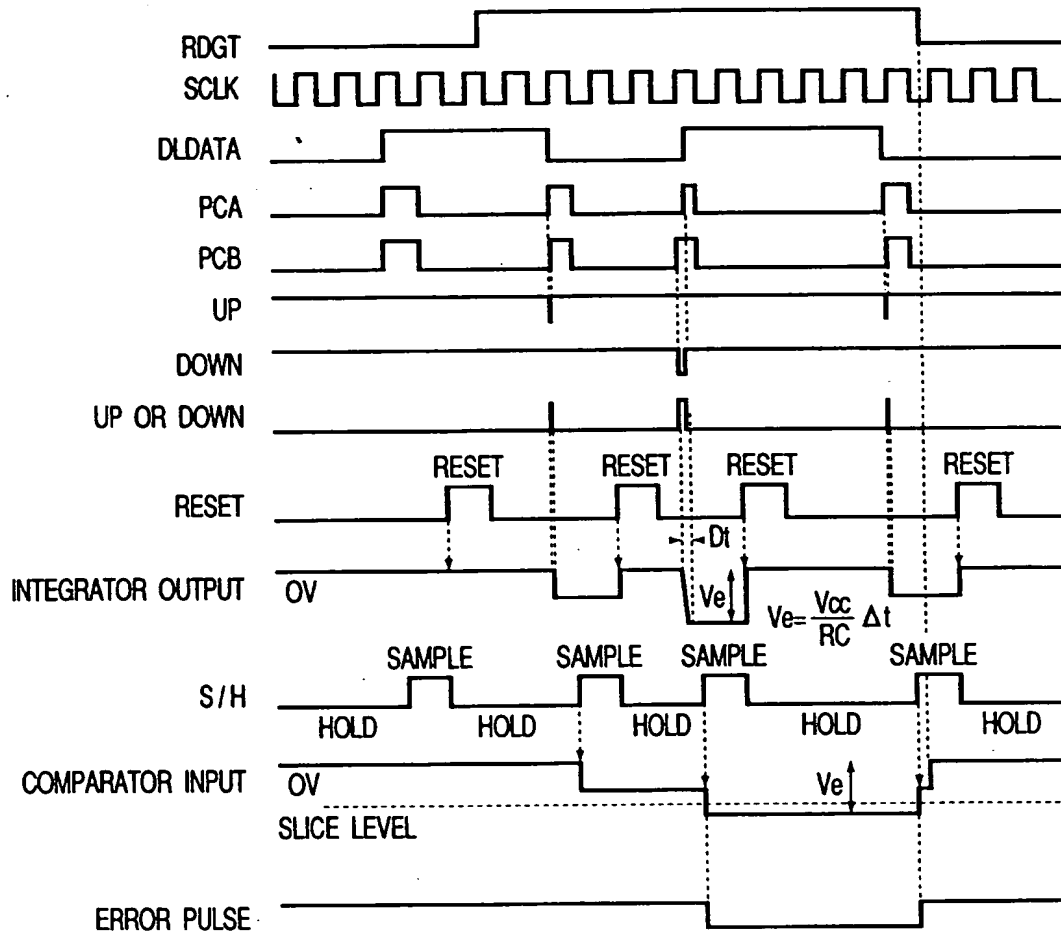 RDGT
SCLK
DLDATA
PCA
PCB
UP
DOWN
UP OR DOWN
RESET RESET RESET RESET
RESET
Dt
INTEGRATOR OUTPUT OV
Ve Ve=Vcc/RC Δt
SAMPLE SAMPLE SAMPLE SAMPLE
S/H
HOLD HOLD HOLD HOLD HOLD
COMPARATOR INPUT OV Ve
SLICE LEVEL
ERROR PULSE